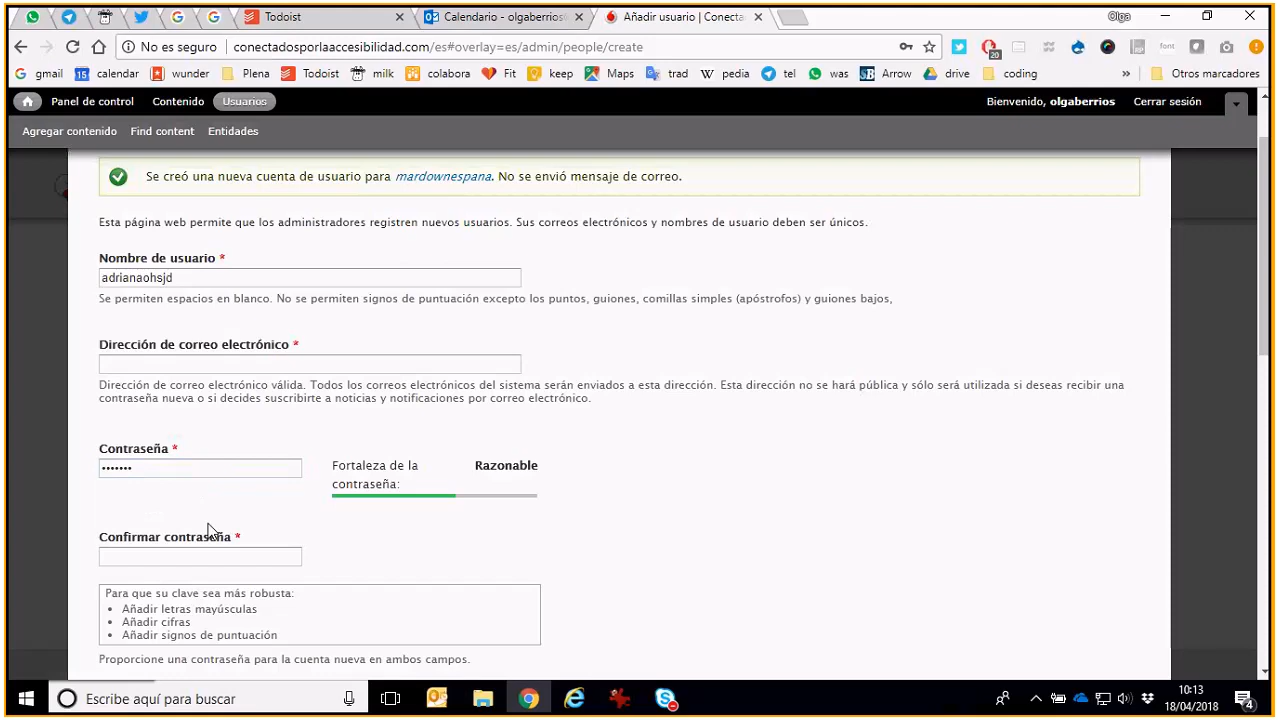 Todoist
Calendario - olgaberriost
Añadir usuario | Conecta
Olga
No es seguro
conectadosporlaaccesibilidad.com/es#overlay=es/admin/people/create
20
gmail 15 calendar wunder Plena Todoist milk colabora Fit keep Maps trad W pedia tel was SB Arrow drive coding » Otros marcadores
font
RSP
Panel de control Contenido Usuarios
Bienvenido, olgaberrios Cerrar sesión
Agregar contenido Find content Entidades
Se creó una nueva cuenta de usuario para mardownespana. No se envió mensaje de correo.
Esta página web permite que los administradores registren nuevos usuarios. Sus correos electrónicos y nombres de usuario deben ser únicos.
Nombre de usuario *
adrianaohsjd
Se permiten espacios en blanco. No se permiten signos de puntuación excepto los puntos, guiones, comillas simples (apóstrofos) y guiones bajos,
Dirección de correo electrónico *
Dirección de correo electrónico válida. Todos los correos electrónicos del sistema serán enviados a esta dirección. Esta dirección no se hará pública y sólo será utilizada si deseas recibir una
contraseña nueva o si decides suscribirte a noticias y notificaciones por correo electrónico.
Contraseña *
•••••••
Fortaleza de la Razonable
contraseña:
Confirmar contraseña *
Para que su clave sea más robusta:
• Añadir letras mayúsculas
• Añadir cifras
• Añadir signos de puntuación
Proporcione una contraseña para la cuenta nueva en ambos campos.
Escribe aquí para buscar
10:13
18/04/2018
4